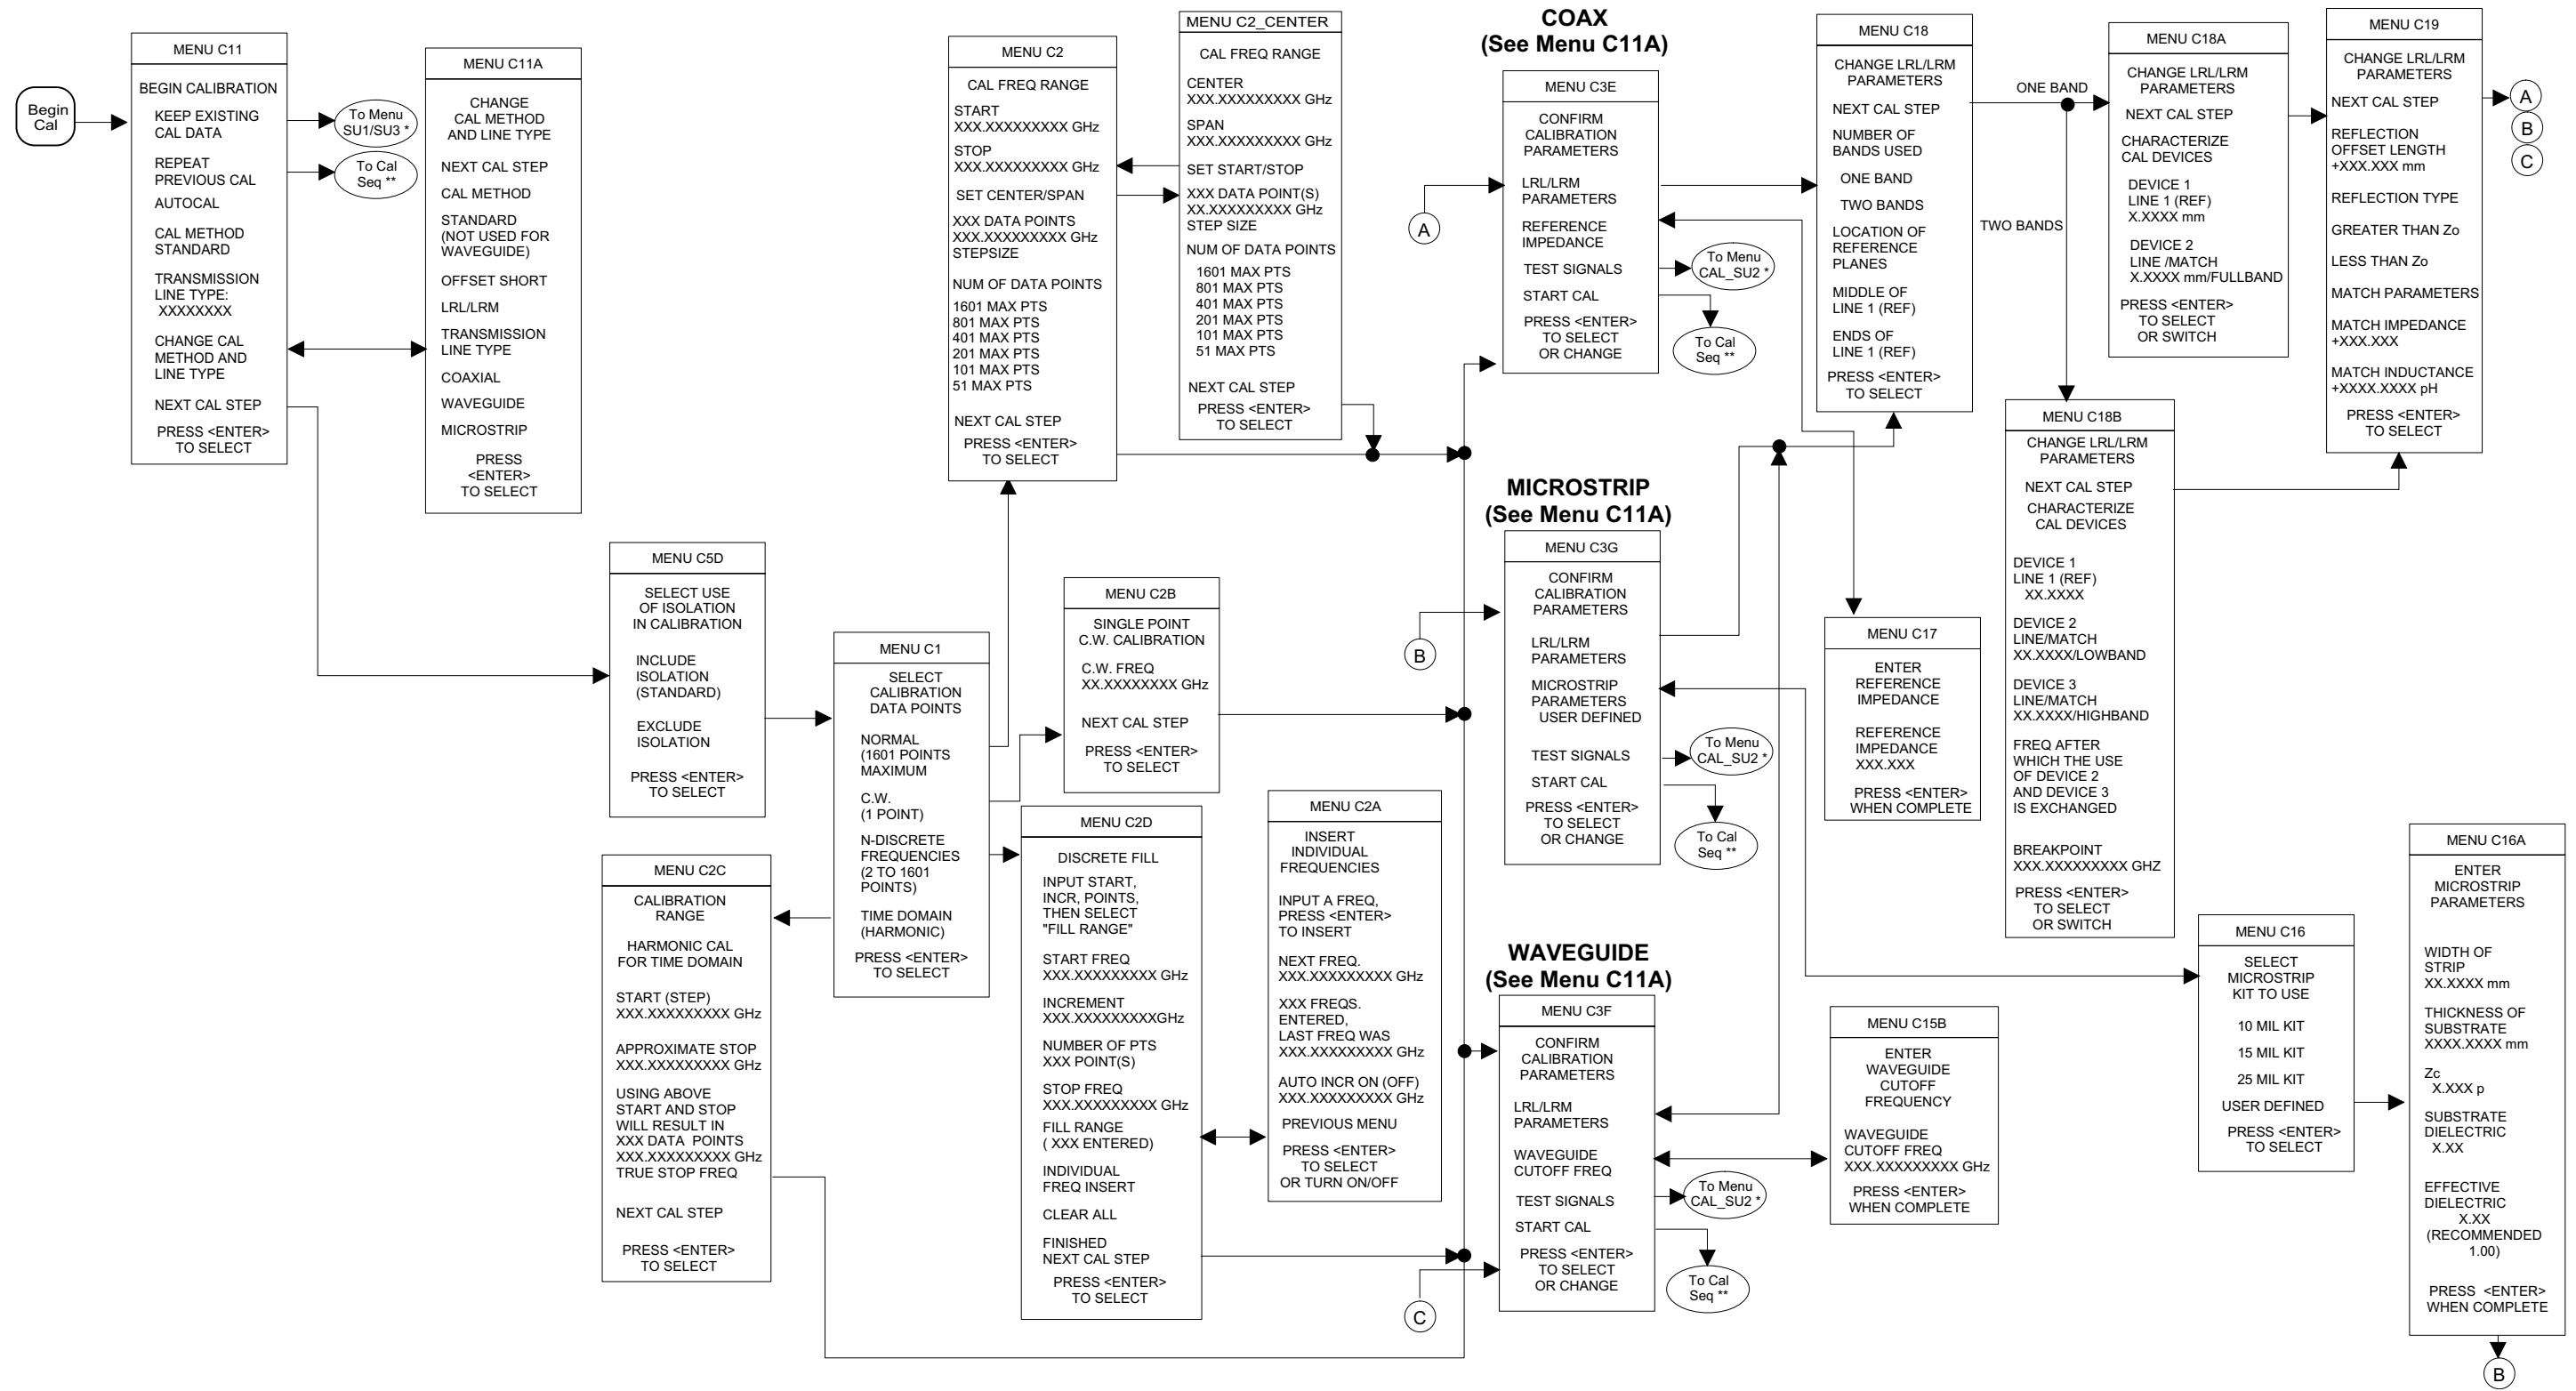 Begin
Cal
MENU C11
BEGIN CALIBRATION
KEEP EXISTING
CAL DATA
REPEAT
PREVIOUS CAL
AUTOCAL
CAL METHOD
STANDARD
TRANSMISSION
LINE TYPE:
XXXXXXXX
CHANGE CAL
METHOD AND
LINE TYPE
NEXT CAL STEP
PRESS <ENTER>
TO SELECT
To Menu
SU1/SU3 *
To Cal
Seq **
MENU C11A
CHANGE
CAL METHOD
AND LINE TYPE
NEXT CAL STEP
CAL METHOD
STANDARD
(NOT USED FOR
WAVEGUIDE)
OFFSET SHORT
LRL/LRM
TRANSMISSION
LINE TYPE
COAXIAL
WAVEGUIDE
MICROSTRIP
PRESS
<ENTER>
TO SELECT
MENU C5D
SELECT USE
OF ISOLATION
IN CALIBRATION
INCLUDE
ISOLATION
(STANDARD)
EXCLUDE
ISOLATION
PRESS <ENTER>
TO SELECT
MENU C2C
CALIBRATION
RANGE
HARMONIC CAL
FOR TIME DOMAIN
START (STEP)
XXX.XXXXXXXXX GHz
APPROXIMATE STOP
XXX.XXXXXXXXX GHz
USING ABOVE
START AND STOP
WILL RESULT IN
XXX DATA POINTS
XXX.XXXXXXXXX GHz
TRUE STOP FREQ
NEXT CAL STEP
PRESS <ENTER>
TO SELECT
MENU C1
SELECT
CALIBRATION
DATA POINTS
NORMAL
(1601 POINTS
MAXIMUM
C.W.
(1 POINT)
N-DISCRETE
FREQUENCIES
(2 TO 1601
POINTS)
TIME DOMAIN
(HARMONIC)
PRESS <ENTER>
TO SELECT
MENU C2
CAL FREQ RANGE
START
XXX.XXXXXXXXX GHz
STOP
XXX.XXXXXXXXX GHz
SET CENTER/SPAN
XXX DATA POINTS
XXX.XXXXXXXXX GHz
STEPSIZE
NUM OF DATA POINTS
1601 MAX PTS
801 MAX PTS
401 MAX PTS
201 MAX PTS
101 MAX PTS
51 MAX PTS
NEXT CAL STEP
PRESS <ENTER>
TO SELECT
MENU C2_CENTER
CAL FREQ RANGE
CENTER
XXX.XXXXXXXXX GHz
SPAN
XXX.XXXXXXXXX GHz
SET START/STOP
XXX DATA POINT(S)
XX.XXXXXXXXX GHz
STEP SIZE
NUM OF DATA POINTS
1601 MAX PTS
801 MAX PTS
401 MAX PTS
201 MAX PTS
101 MAX PTS
51 MAX PTS
NEXT CAL STEP
PRESS <ENTER>
TO SELECT
MENU C2B
SINGLE POINT
C.W. CALIBRATION
C.W. FREQ
XX.XXXXXXXX GHz
NEXT CAL STEP
PRESS <ENTER>
TO SELECT
MENU C2D
DISCRETE FILL
INPUT START,
INCR, POINTS,
THEN SELECT
"FILL RANGE"
START FREQ
XXX.XXXXXXXXX GHz
INCREMENT
XXX.XXXXXXXXXGHz
NUMBER OF PTS
XXX POINT(S)
STOP FREQ
XXX.XXXXXXXXX GHz
FILL RANGE
( XXX ENTERED)
INDIVIDUAL
FREQ INSERT
CLEAR ALL
FINISHED
NEXT CAL STEP
PRESS <ENTER>
TO SELECT
MENU C2A
INSERT
INDIVIDUAL
FREQUENCIES
INPUT A FREQ,
PRESS <ENTER>
TO INSERT
NEXT FREQ.
XXX.XXXXXXXXX GHz
XXX FREQS.
ENTERED,
LAST FREQ WAS
XXX.XXXXXXXXX GHz
AUTO INCR ON (OFF)
XXX.XXXXXXXXX GHz
PREVIOUS MENU
PRESS <ENTER>
TO SELECT
OR TURN ON/OFF
COAX
(See Menu C11A)
MENU C3E
CONFIRM
CALIBRATION
PARAMETERS
LRL/LRM
PARAMETERS
REFERENCE
IMPEDANCE
TEST SIGNALS
START CAL
PRESS <ENTER>
TO SELECT
OR CHANGE
A
To Menu
CAL_SU2 *
To Cal
Seq **
MICROSTRIP
(See Menu C11A)
MENU C3G
CONFIRM
CALIBRATION
PARAMETERS
LRL/LRM
PARAMETERS
MICROSTRIP
PARAMETERS
USER DEFINED
TEST SIGNALS
START CAL
PRESS <ENTER>
TO SELECT
OR CHANGE
B
To Menu
CAL_SU2 *
To Cal
Seq **
WAVEGUIDE
(See Menu C11A)
MENU C3F
CONFIRM
CALIBRATION
PARAMETERS
LRL/LRM
PARAMETERS
WAVEGUIDE
CUTOFF FREQ
TEST SIGNALS
START CAL
PRESS <ENTER>
TO SELECT
OR CHANGE
C
To Menu
CAL_SU2 *
To Cal
Seq **
MENU C18
CHANGE LRL/LRM
PARAMETERS
NEXT CAL STEP
NUMBER OF
BANDS USED
ONE BAND
TWO BANDS
LOCATION OF
REFERENCE
PLANES
MIDDLE OF
LINE 1 (REF)
ENDS OF
LINE 1 (REF)
PRESS <ENTER>
TO SELECT
ONE BAND
TWO BANDS
MENU C17
ENTER
REFERENCE
IMPEDANCE
REFERENCE
IMPEDANCE
XXX.XXX
PRESS <ENTER>
WHEN COMPLETE
MENU C15B
ENTER
WAVEGUIDE
CUTOFF
FREQUENCY
WAVEGUIDE
CUTOFF FREQ
XXX.XXXXXXXXX GHz
PRESS <ENTER>
WHEN COMPLETE
MENU C18A
CHANGE LRL/LRM
PARAMETERS
NEXT CAL STEP
CHARACTERIZE
CAL DEVICES
DEVICE 1
LINE 1 (REF)
X.XXXX mm
DEVICE 2
LINE /MATCH
X.XXXX mm/FULLBAND
PRESS <ENTER>
TO SELECT
OR SWITCH
MENU C18B
CHANGE LRL/LRM
PARAMETERS
NEXT CAL STEP
CHARACTERIZE
CAL DEVICES
DEVICE 1
LINE 1 (REF)
XX.XXXX
DEVICE 2
LINE/MATCH
XX.XXXX/LOWBAND
DEVICE 3
LINE/MATCH
XX.XXXX/HIGHBAND
FREQ AFTER
WHICH THE USE
OF DEVICE 2
AND DEVICE 3
IS EXCHANGED
BREAKPOINT
XXX.XXXXXXXXX GHZ
PRESS <ENTER>
TO SELECT
OR SWITCH
MENU C19
CHANGE LRL/LRM
PARAMETERS
NEXT CAL STEP
REFLECTION
OFFSET LENGTH
+XXX.XXX mm
REFLECTION TYPE
GREATER THAN Zo
LESS THAN Zo
MATCH PARAMETERS
MATCH IMPEDANCE
+XXX.XXX
MATCH INDUCTANCE
+XXXX.XXXX pH
PRESS <ENTER>
TO SELECT
A
B
C
MENU C16
SELECT
MICROSTRIP
KIT TO USE
10 MIL KIT
15 MIL KIT
25 MIL KIT
USER DEFINED
PRESS <ENTER>
TO SELECT
MENU C16A
ENTER
MICROSTRIP
PARAMETERS
WIDTH OF
STRIP
XX.XXXX mm
THICKNESS OF
SUBSTRATE
XXXX.XXXX mm
Zc
X.XXX p
SUBSTRATE
DIELECTRIC
X.XX
EFFECTIVE
DIELECTRIC
X.XX
(RECOMMENDED
1.00)
PRESS <ENTER>
WHEN COMPLETE
B